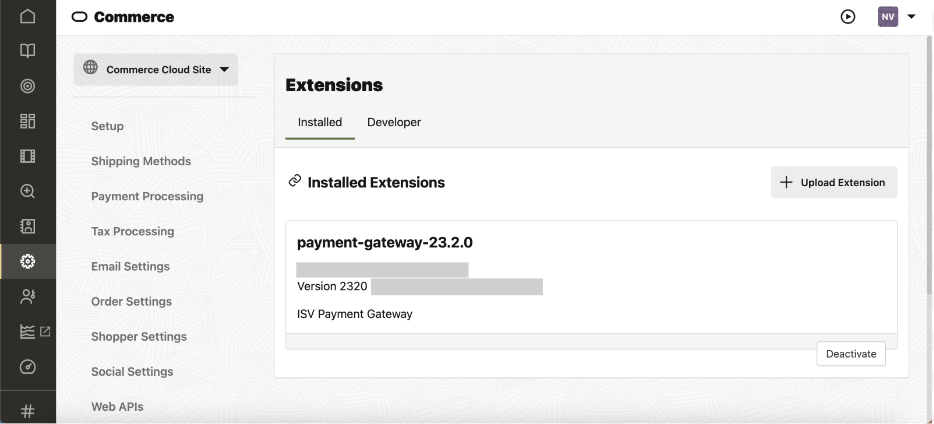 Commerce
NV
Commerce Cloud Site
Setup
Shipping Methods
Payment Processing
Tax Processing
Email Settings
Order Settings
Shopper Settings
Social Settings
Web APIs
Extensions
Installed Developer
Installed Extensions
Upload Extension
payment-gateway-23.2.0
Version 2320
ISV Payment Gateway
Deactivate